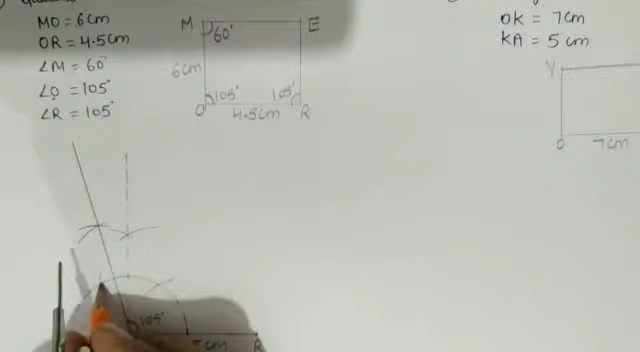 MO = 6cm
OR = 4.5cm
∠M = 60°
∠O = 105°
∠R = 105°
M E
60°
6cm
105° 105°
O R
4.5cm
OK = 7cm
KA = 5cm
Y
O 7cm
105°
cm R